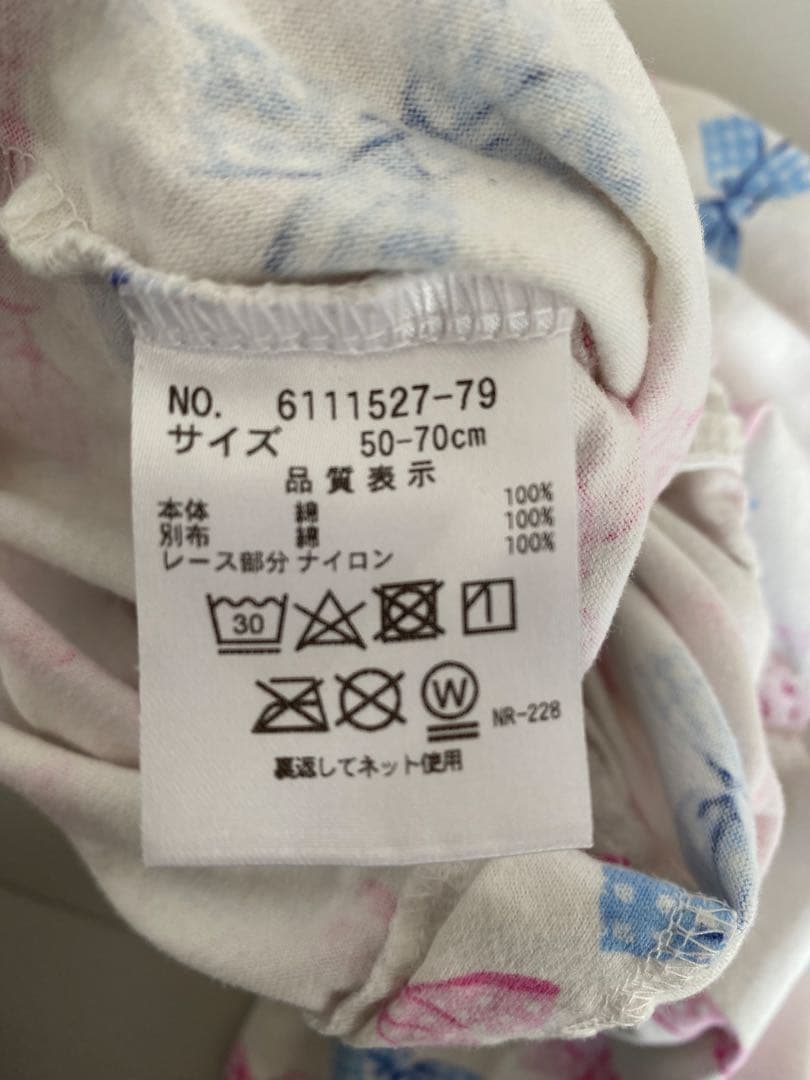 NO. 6111527-79
サイズ 50-70cm
品質表示
本体 綿 100%
別布 綿 100%
レース部分 ナイロン 100%
30
W NR-228
裏返してネット使用